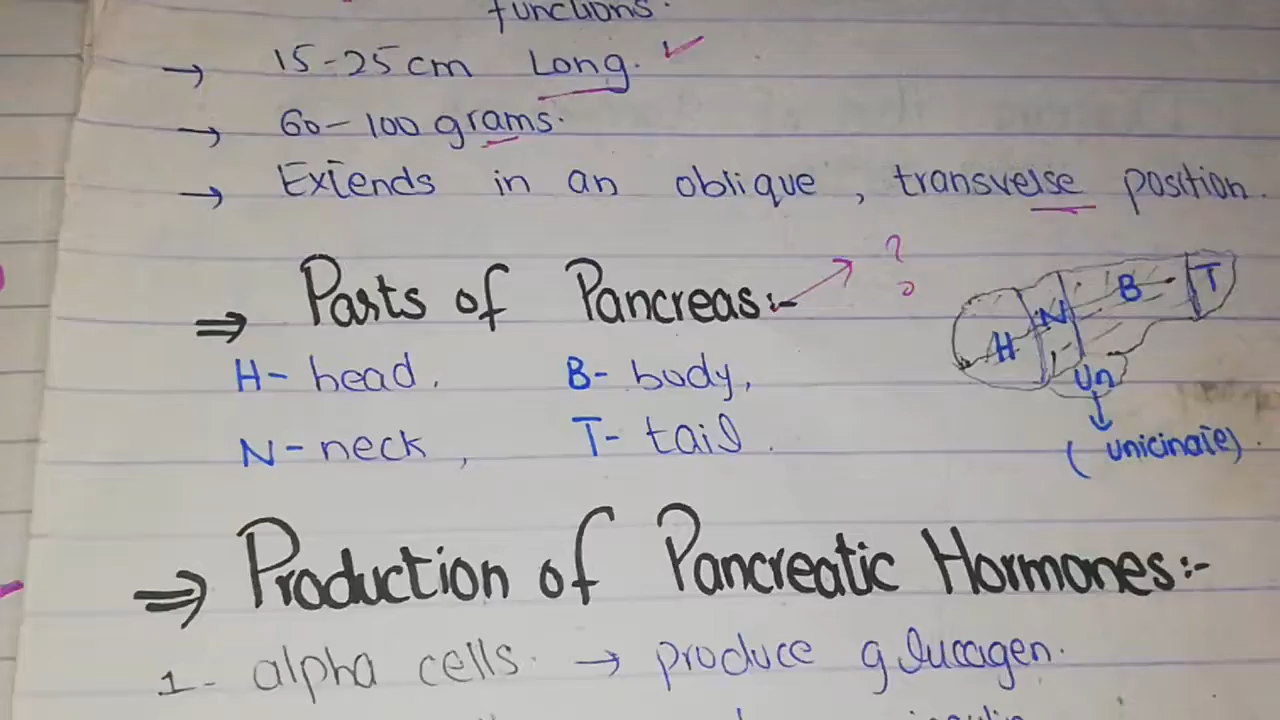 functions.
→ 15-25 cm Long. ✓
→ 60-100 grams.
→ Extends in an oblique, transverse position.
⇒ Parts of Pancreas:- → ?
H- head, B- body,
N- neck, T- tail.
H N B T
Un
(unicinate).
⇒ Production of Pancreatic Hormones:-
1- alpha cells. → produce glucagen.
insulin